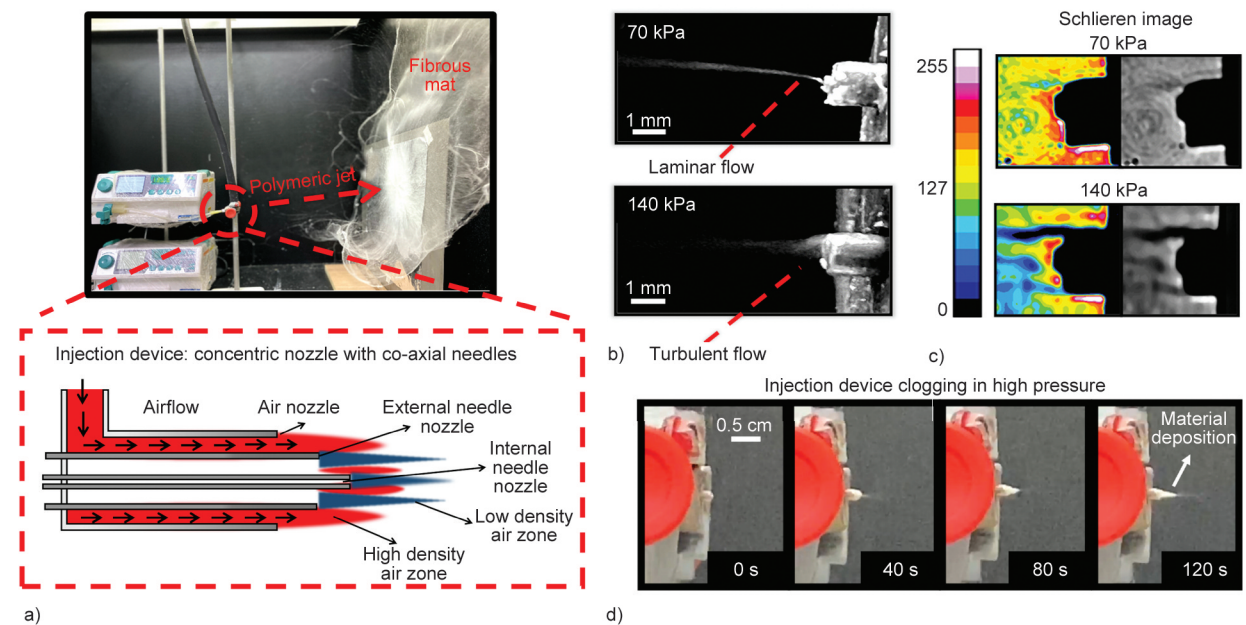 Fibrous
mat
Polymeric jet
Injection device: concentric nozzle with co-axial needles
Airflow
Air nozzle
External needle
nozzle
Internal
needle
nozzle
Low density
air zone
High density
air zone
a)
70 kPa
1 mm
Laminar flow
140 kPa
1 mm
b)
Turbulent flow
Schlieren image
70 kPa
255
127
140 kPa
0
c)
Injection device clogging in high pressure
0.5 cm
Material
deposition
0 s
40 s
80 s
120 s
d)